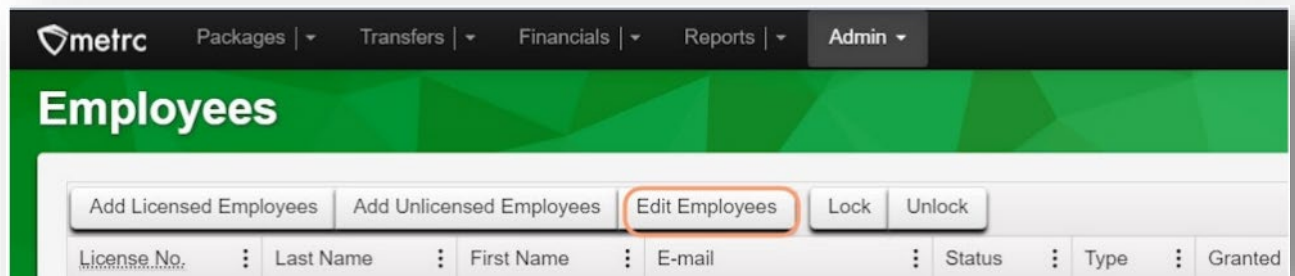 metrc Packages | Transfers | Financials | Reports | Admin
Employees
Add Licensed Employees Add Unlicensed Employees Edit Employees Lock Unlock
License No. Last Name First Name E-mail Status Type Granted